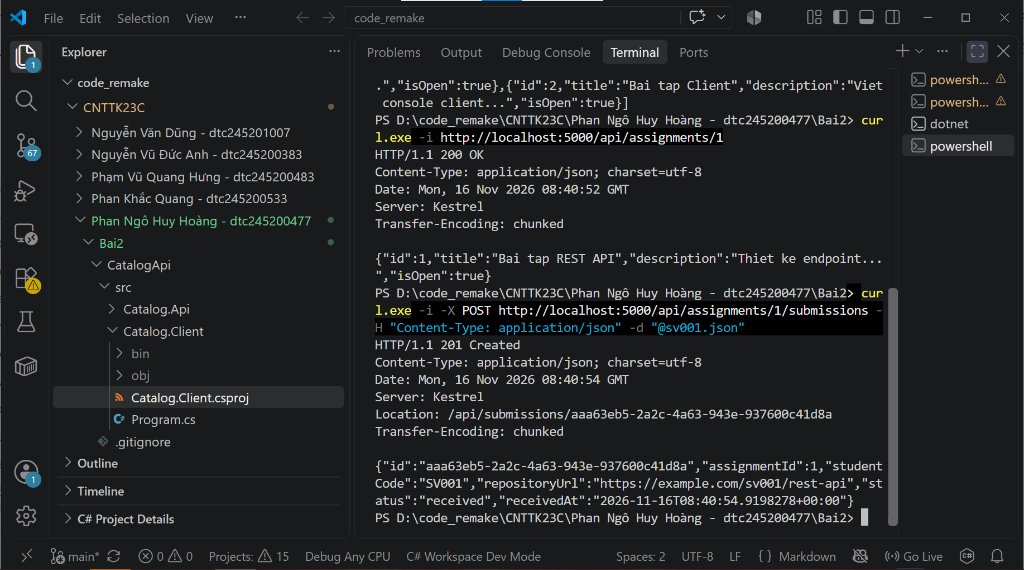 File Edit Selection View ··· code_remake
Explorer ···
code_remake
CNTTK23C
Nguyễn Văn Dũng - dtc245201007
Nguyễn Vũ Đức Anh - dtc245200383
Phạm Vũ Quang Hưng - dtc245200483
Phan Khắc Quang - dtc245200533
Phan Ngô Huy Hoàng - dtc245200477
Bai2
CatalogApi
src
Catalog.Api
Catalog.Client
bin
obj
Catalog.Client.csproj
Program.cs
.gitignore
Outline
Timeline
C# Project Details
1
67
1
Problems Output Debug Console Terminal Ports
.","isOpen":true},{"id":2,"title":"Bai tap Client","description":"Viet
console client...","isOpen":true}]
PS D:\code_remake\CNTTK23C\Phan Ngô Huy Hoàng - dtc245200477\Bai2> cur
l.exe -i http://localhost:5000/api/assignments/1
HTTP/1.1 200 OK
Content-Type: application/json; charset=utf-8
Date: Mon, 16 Nov 2026 08:40:52 GMT
Server: Kestrel
Transfer-Encoding: chunked
{"id":1,"title":"Bai tap REST API","description":"Thiet ke endpoint...
","isOpen":true}
PS D:\code_remake\CNTTK23C\Phan Ngô Huy Hoàng - dtc245200477\Bai2> cur
l.exe -i -X POST http://localhost:5000/api/assignments/1/submissions -
H "Content-Type: application/json" -d "@sv001.json"
HTTP/1.1 201 Created
Content-Type: application/json; charset=utf-8
Date: Mon, 16 Nov 2026 08:40:54 GMT
Server: Kestrel
Location: /api/submissions/aaa63eb5-2a2c-4a63-943e-937600c41d8a
Transfer-Encoding: chunked
{"id":"aaa63eb5-2a2c-4a63-943e-937600c41d8a","assignmentId":1,"student
Code":"SV001","repositoryUrl":"https://example.com/sv001/rest-api","st
atus":"received","receivedAt":"2026-11-16T08:40:54.9198278+00:00"}
PS D:\code_remake\CNTTK23C\Phan Ngô Huy Hoàng - dtc245200477\Bai2>
powersh...
powersh...
dotnet
powershell
main* 0 0 Projects: 15 Debug Any CPU C# Workspace Dev Mode Spaces: 2 UTF-8 LF { } Markdown Go Live